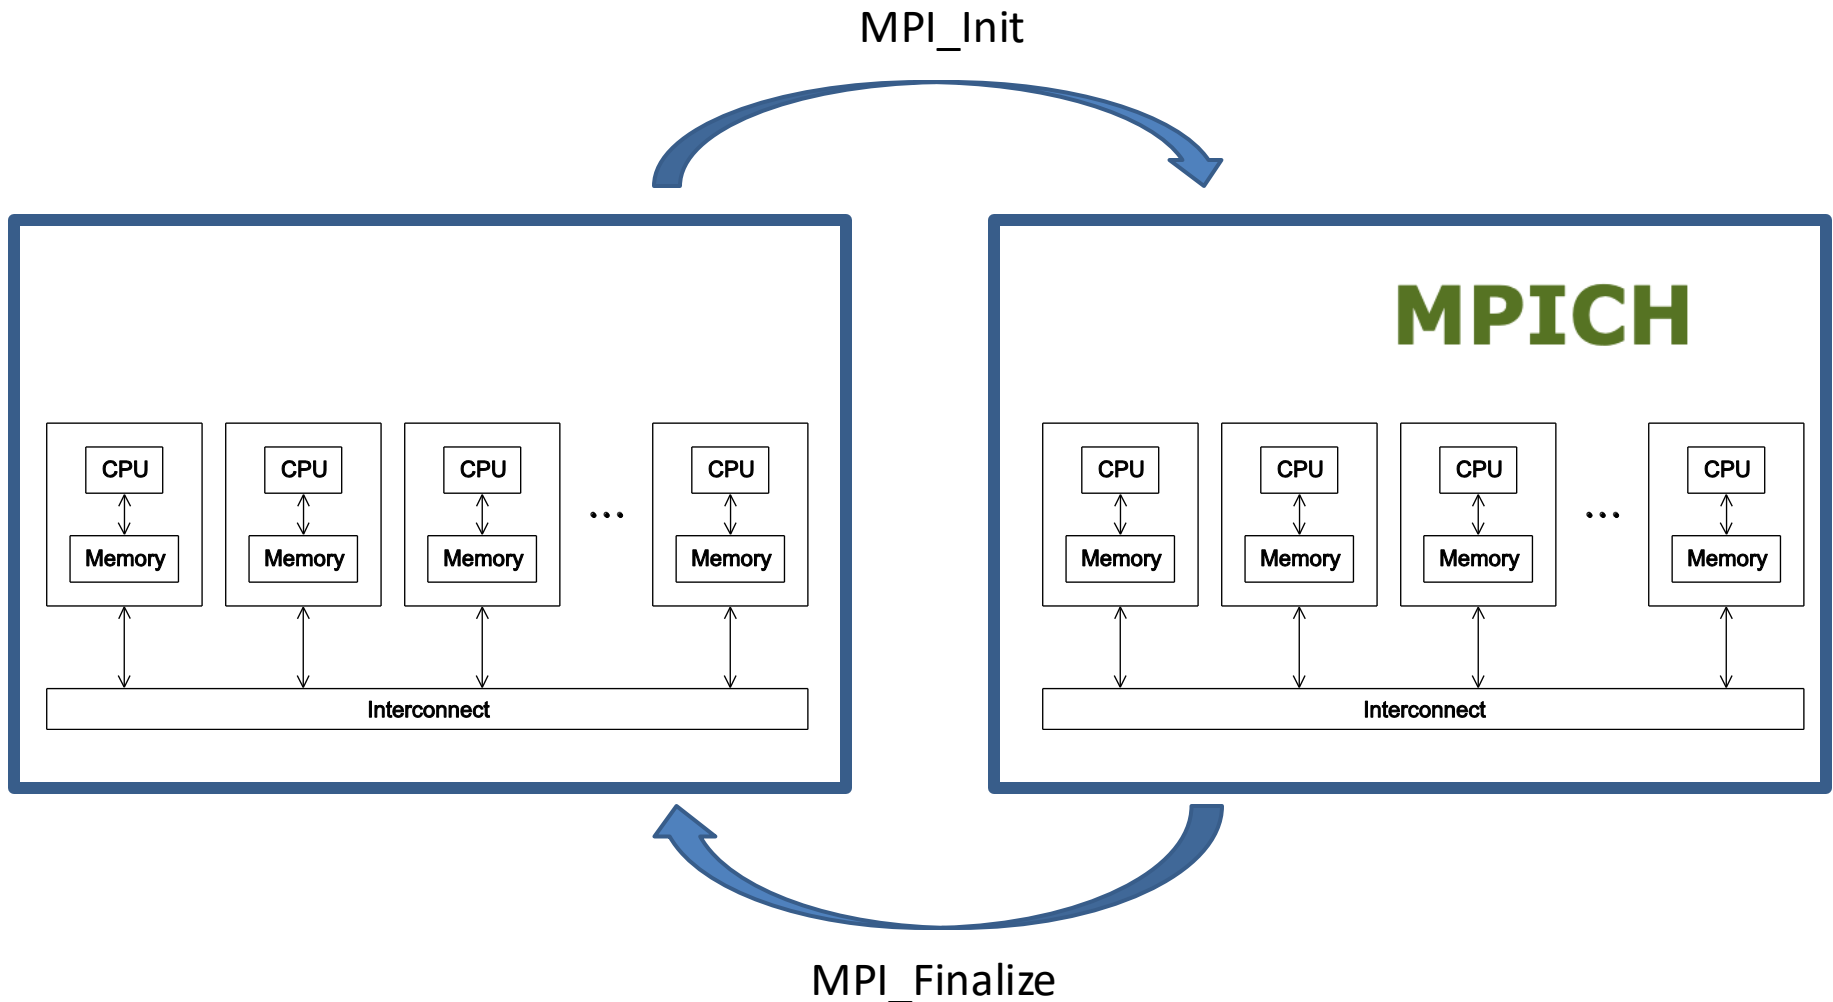 MPI_Init
MPICH
CPU CPU CPU ... CPU
Memory Memory Memory Memory
Interconnect
CPU CPU CPU ... CPU
Memory Memory Memory Memory
Interconnect
MPI_Finalize